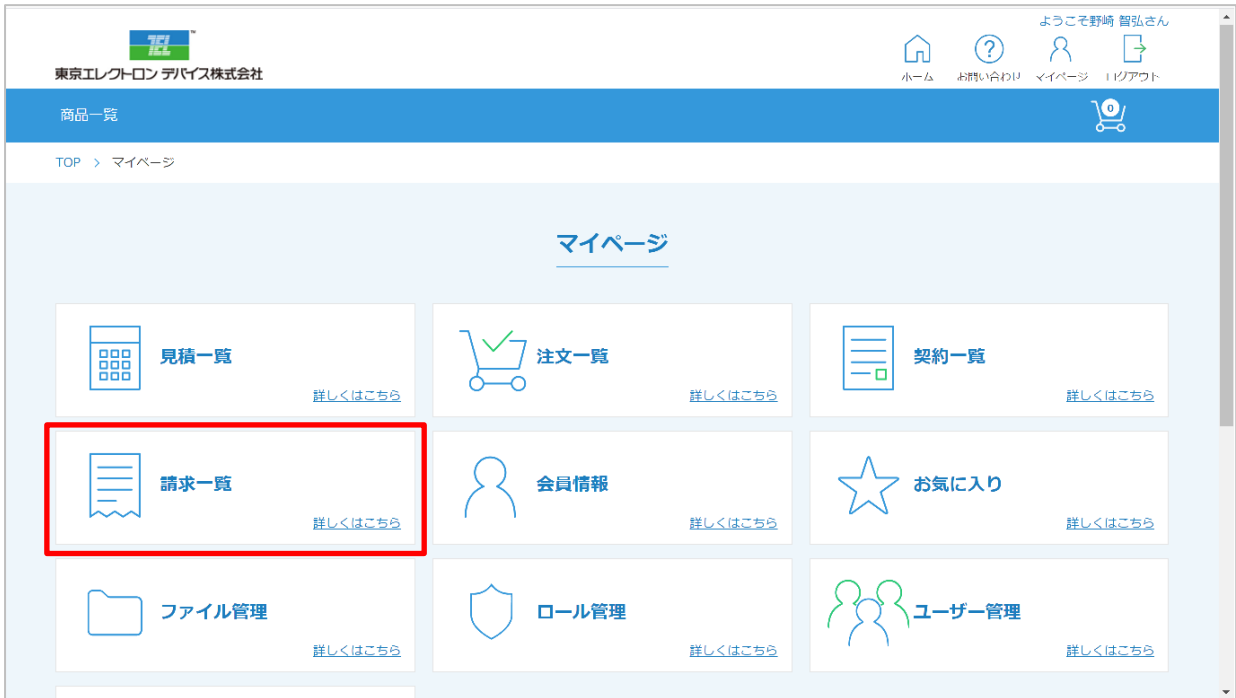 ようこそ野崎 智弘さん
TEL
東京エレクトロン デバイス株式会社
ホーム
お問い合わせ
マイページ
ログアウト
商品一覧
0
TOP > マイページ
マイページ
見積一覧
詳しくはこちら
注文一覧
詳しくはこちら
契約一覧
詳しくはこちら
請求一覧
詳しくはこちら
会員情報
詳しくはこちら
お気に入り
詳しくはこちら
ファイル管理
詳しくはこちら
ロール管理
詳しくはこちら
ユーザー管理
詳しくはこちら